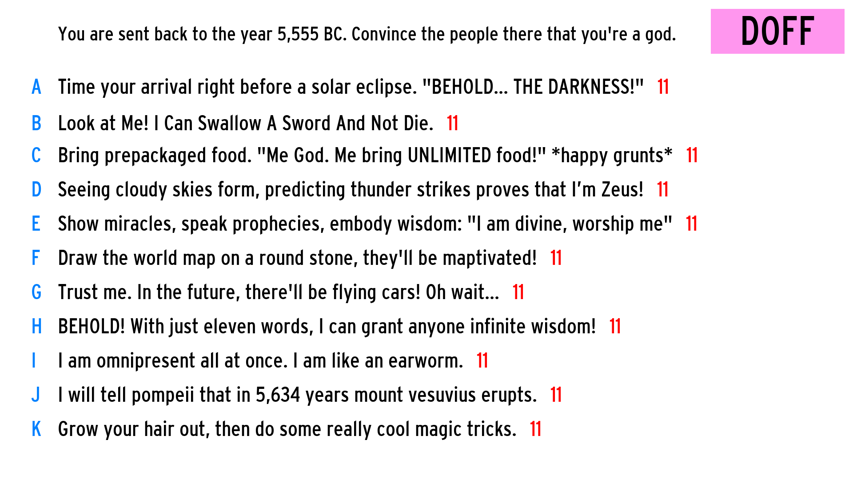 You are sent back to the year 5,555 BC. Convince the people there that you're a god.
DOFF
A Time your arrival right before a solar eclipse. "BEHOLD... THE DARKNESS!" 11
B Look at Me! I Can Swallow A Sword And Not Die. 11
C Bring prepackaged food. "Me God. Me bring UNLIMITED food!" *happy grunts* 11
D Seeing cloudy skies form, predicting thunder strikes proves that I'm Zeus! 11
E Show miracles, speak prophecies, embody wisdom: "I am divine, worship me" 11
F Draw the world map on a round stone, they'll be maptivated! 11
G Trust me. In the future, there'll be flying cars! Oh wait... 11
H BEHOLD! With just eleven words, I can grant anyone infinite wisdom! 11
I I am omnipresent all at once. I am like an earworm. 11
J I will tell pompeii that in 5,634 years mount vesuvius erupts. 11
K Grow your hair out, then do some really cool magic tricks. 11